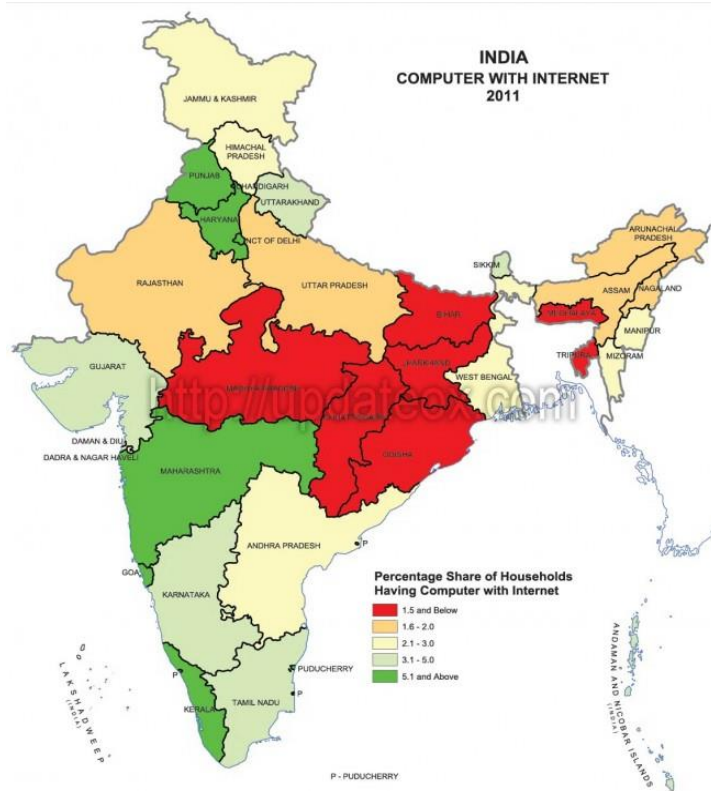 INDIA
COMPUTER WITH INTERNET
2011
JAMMU & KASHMIR
HIMACHAL
PRADESH
PUNJAB
CHANDIGARH
UTTARAKHAND
HARYANA
NCT OF DELHI
ARUNACHAL
PRADESH
SIKKIM
RAJASTHAN
UTTAR PRADESH
ASSAM
NAGALAND
BIHAR
MEGHALAYA
MANIPUR
GUJARAT
JHARKHAND
TRIPURA
MIZORAM
WEST BENGAL
MADHYA PRADESH
http://updateox.com
DAMAN & DIU
DADRA & NAGAR HAVELI
ODISHA
MAHARASHTRA
ANDHRA PRADESH
P
GOA
KARNATAKA
Percentage Share of Households
Having Computer with Internet
1.5 and Below
1.6 - 2.0
2.1 - 3.0
3.1 - 5.0
5.1 and Above
LAKSHADWEEP
(INDIA)
P
PUDUCHERRY
P
KERALA
TAMIL NADU
ANDAMAN AND NICOBAR ISLANDS
(INDIA)
P - PUDUCHERRY